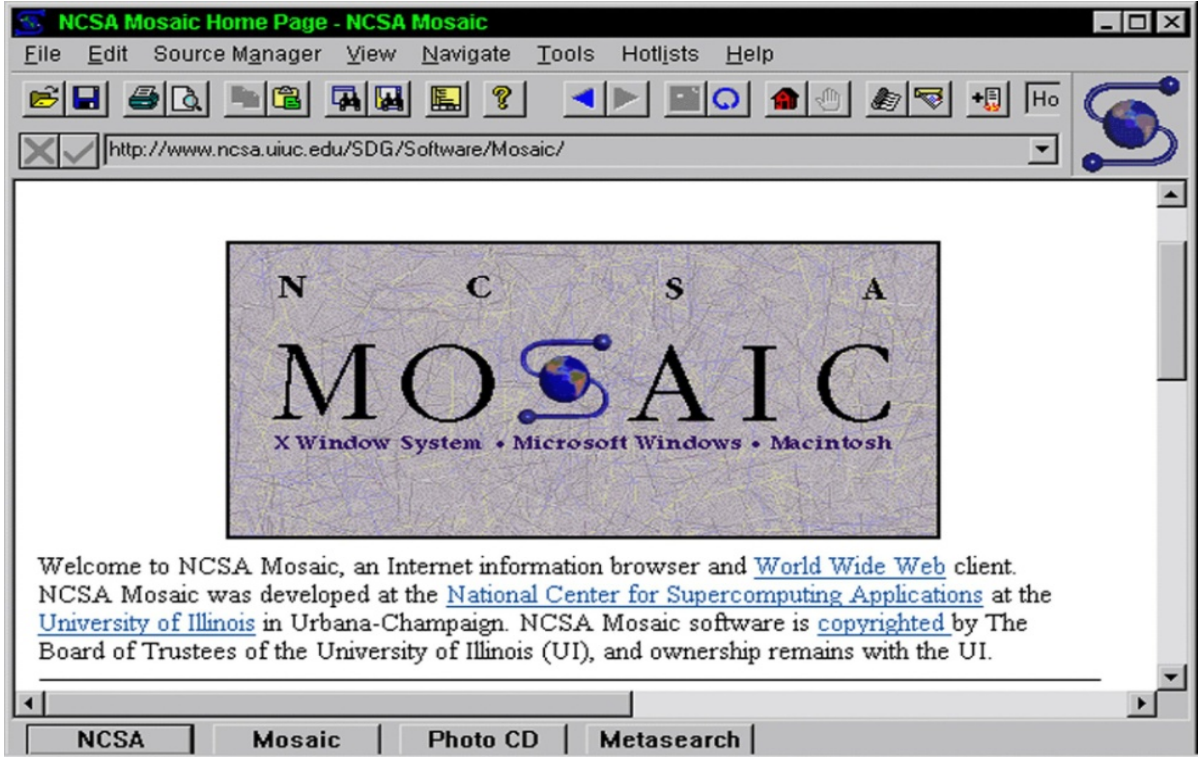 NCSA Mosaic Home Page - NCSA Mosaic
File Edit Source Manager View Navigate Tools Hotlists Help
Ho
http://www.ncsa.uiuc.edu/SDG/Software/Mosaic/
N C S A
MOSAIC
X Window System • Microsoft Windows • Macintosh
Welcome to NCSA Mosaic, an Internet information browser and World Wide Web client.
NCSA Mosaic was developed at the National Center for Supercomputing Applications at the
University of Illinois in Urbana-Champaign. NCSA Mosaic software is copyrighted by The
Board of Trustees of the University of Illinois (UI), and ownership remains with the UI.
NCSA Mosaic Photo CD Metasearch